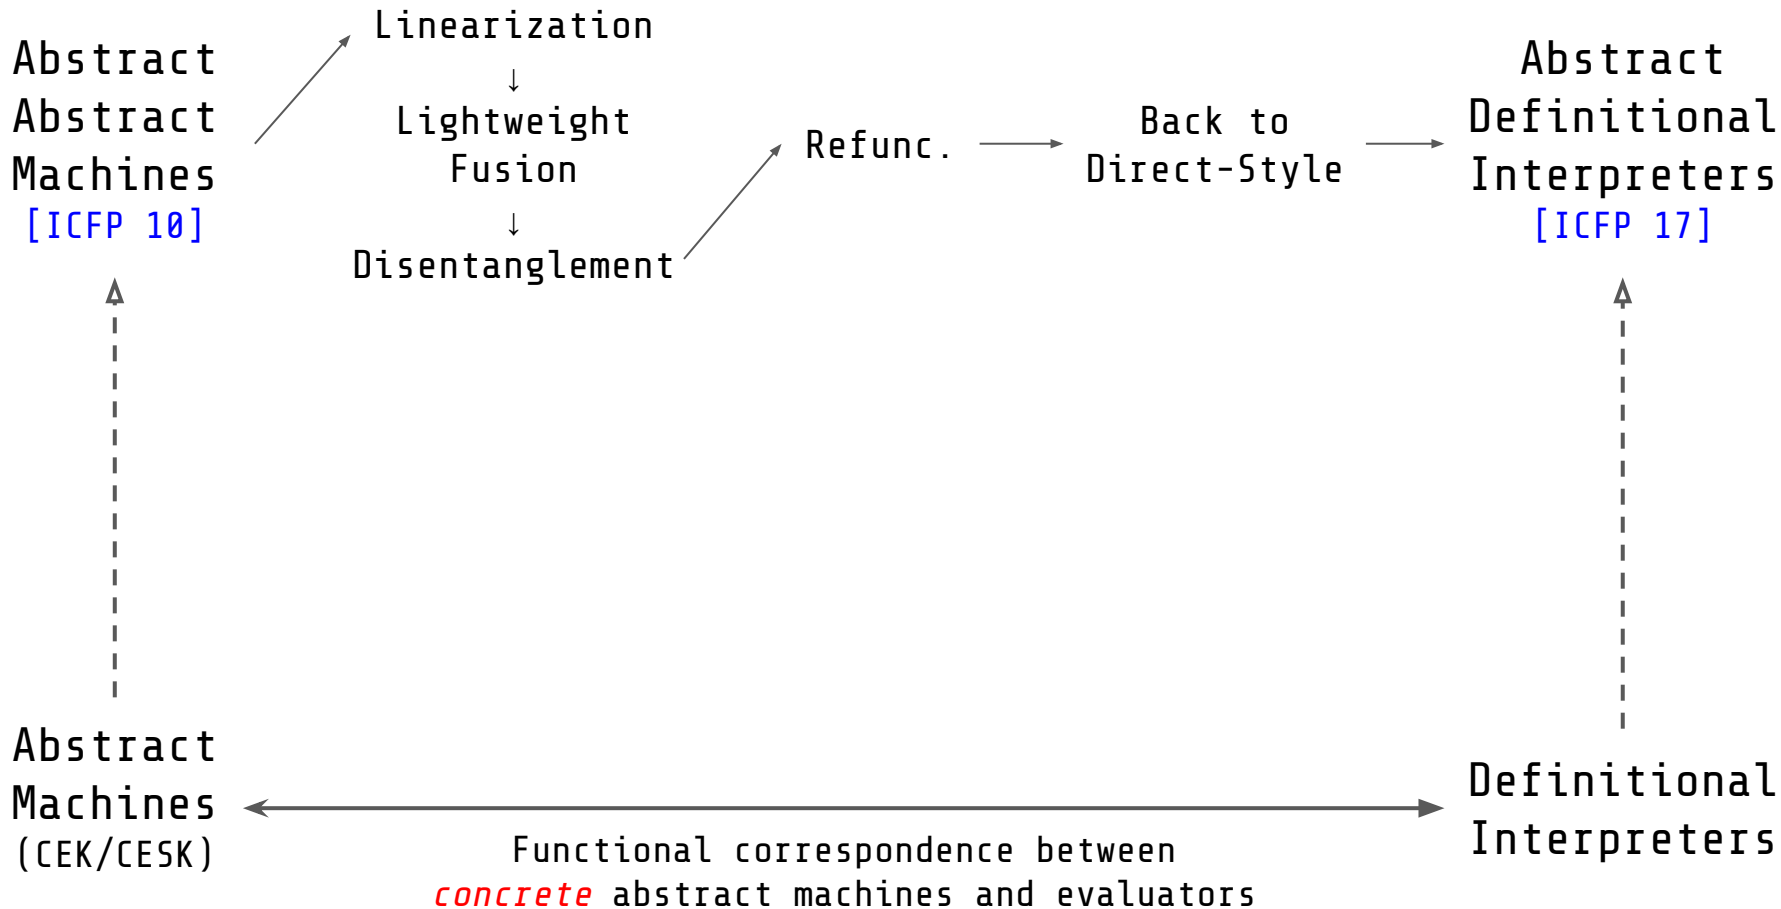 Abstract
Abstract
Machines
[ICFP 10]
Linearization
↓
Lightweight
Fusion
↓
Disentanglement
Refunc.
Back to
Direct-Style
Abstract
Definitional
Interpreters
[ICFP 17]
Abstract
Machines
(CEK/CESK)
Functional correspondence between
concrete abstract machines and evaluators
Definitional
Interpreters